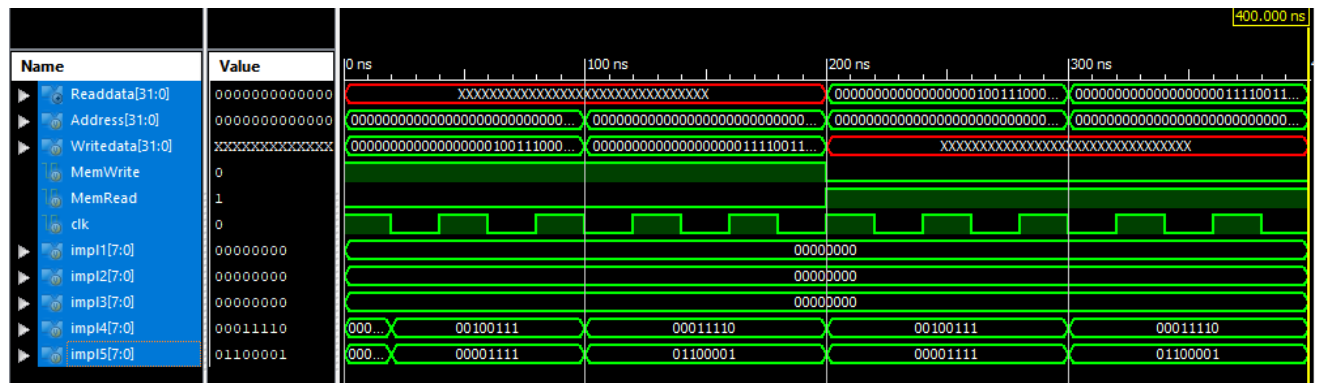 400.000 ns
Name Value 0 ns 100 ns 200 ns 300 ns
Readdata[31:0] 0000000000000 XXXXXXXXXXXXXXXXXXXXXXXXXXXXXXXX 000000000000000000100111000... 000000000000000000011110011...
Address[31:0] 0000000000000 000000000000000000000000000... 000000000000000000000000000... 000000000000000000000000000... 000000000000000000000000000...
Writedata[31:0] XXXXXXXXXXXXX 000000000000000000100111000... 000000000000000000011110011... XXXXXXXXXXXXXXXXXXXXXXXXXXXXXXXX
MemWrite 0
MemRead 1
clk 0
impl1[7:0] 00000000 00000000
impl2[7:0] 00000000 00000000
impl3[7:0] 00000000 00000000
impl4[7:0] 00011110 000... 00100111 00011110 00100111 00011110
impl5[7:0] 01100001 000... 00001111 01100001 00001111 01100001